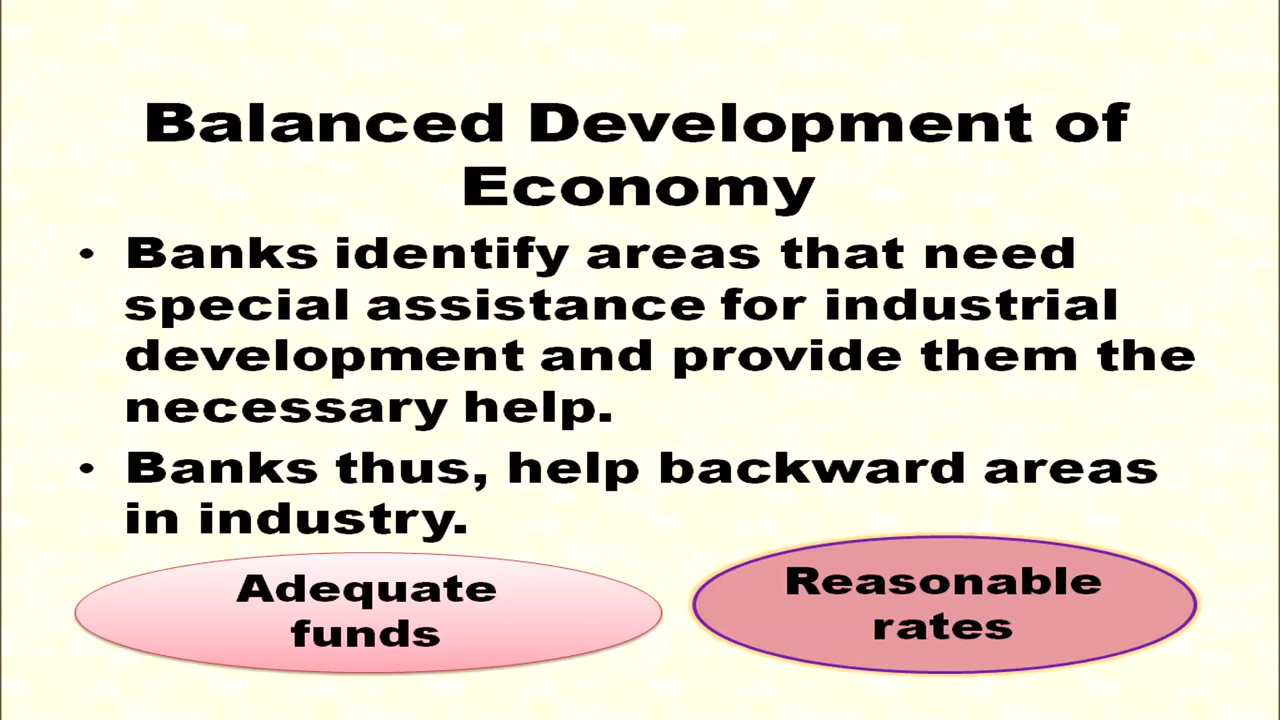 Balanced Development of
Economy
• Banks identify areas that need
special assistance for industrial
development and provide them the
necessary help.
• Banks thus, help backward areas
in industry.
Adequate
funds
Reasonable
rates